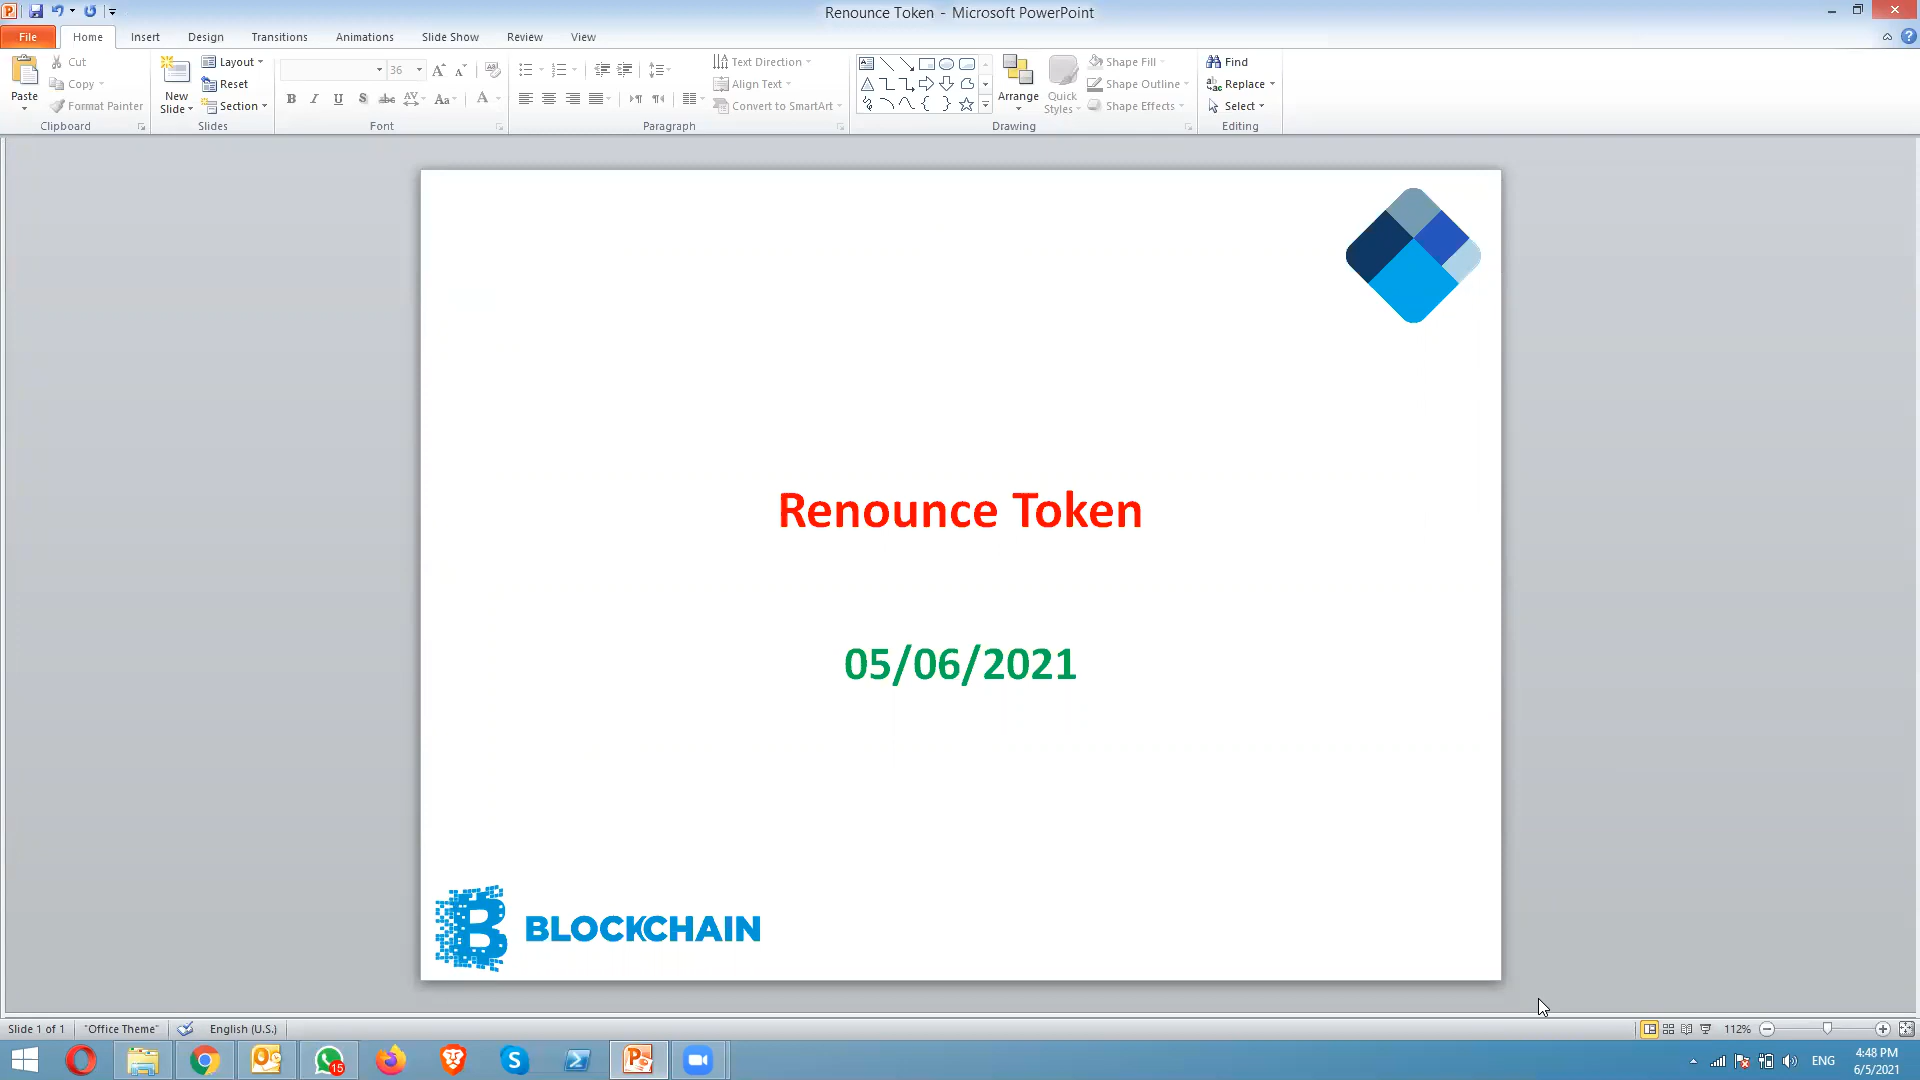 Renounce Token - Microsoft PowerPoint
File Home Insert Design Transitions Animations Slide Show Review View
Paste
Cut
Copy
Format Painter
Clipboard
New Slide
Layout
Reset
Section
Slides
36
Font
Text Direction
Align Text
Convert to SmartArt
Paragraph
Arrange
Quick Styles
Shape Fill
Shape Outline
Shape Effects
Drawing
Find
Replace
Select
Editing
Renounce Token
05/06/2021
BLOCKCHAIN
Slide 1 of 1 "Office Theme" English (U.S.) 112%
15
ENG
4:48 PM
6/5/2021